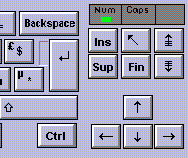 Num Caps
= Backspace
Ins
£
$
Sup Fin
µ
*
Ctrl